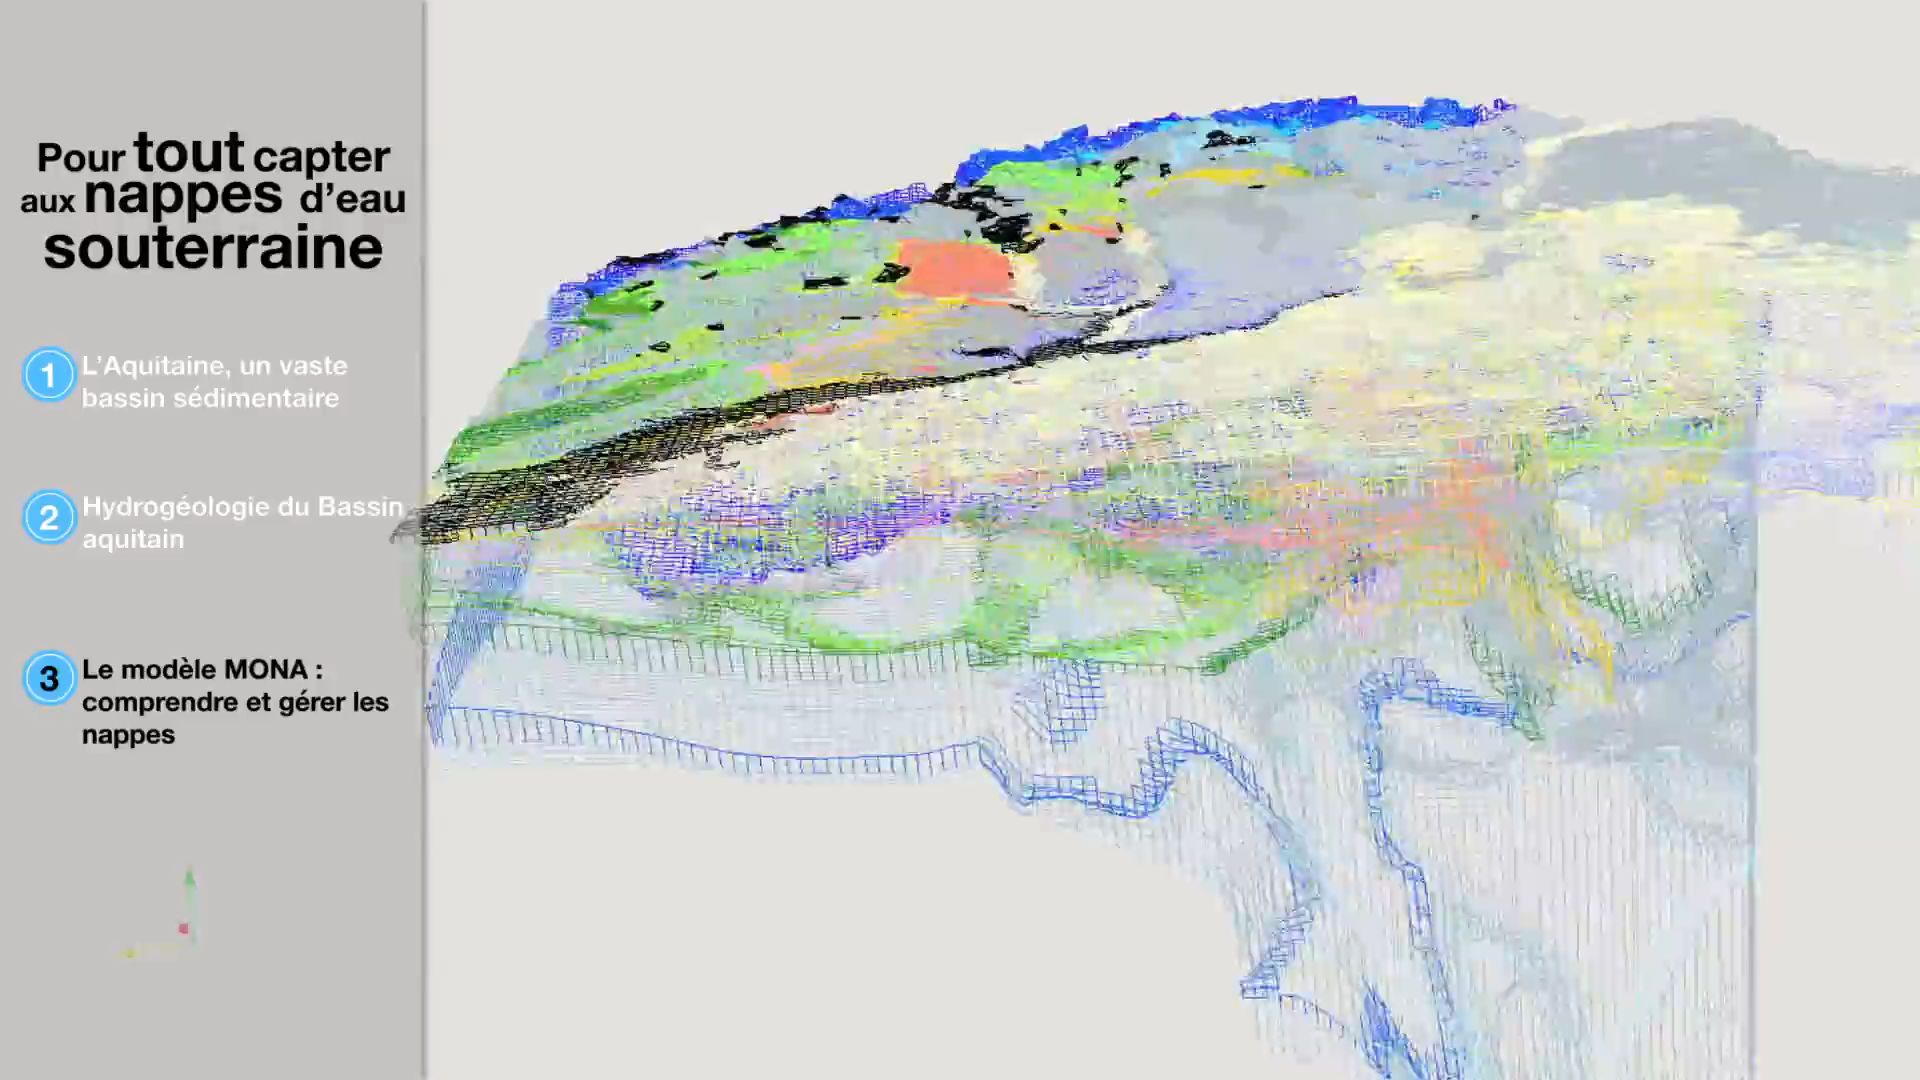 Pour tout capter
aux nappes d’eau
souterraine
1 L’Aquitaine, un vaste
bassin sédimentaire
2 Hydrogéologie du Bassin
aquitain
3 Le modèle MONA :
comprendre et gérer les
nappes